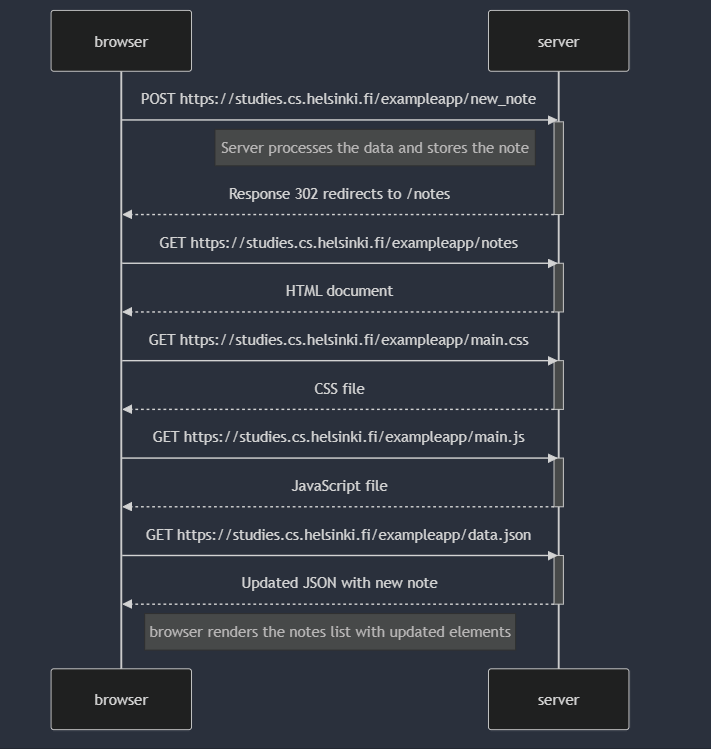 browser
server
POST https://studies.cs.helsinki.fi/exampleapp/new_note
Server processes the data and stores the note
Response 302 redirects to /notes
GET https://studies.cs.helsinki.fi/exampleapp/notes
HTML document
GET https://studies.cs.helsinki.fi/exampleapp/main.css
CSS file
GET https://studies.cs.helsinki.fi/exampleapp/main.js
JavaScript file
GET https://studies.cs.helsinki.fi/exampleapp/data.json
Updated JSON with new note
browser renders the notes list with updated elements
browser
server